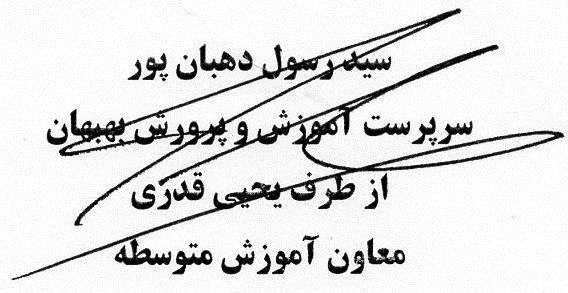 سید رسول دهبان پور
سرپرست آموزش و پرورش بهبهان
از طرف یحیی قدری
معاون آموزش متوسطه